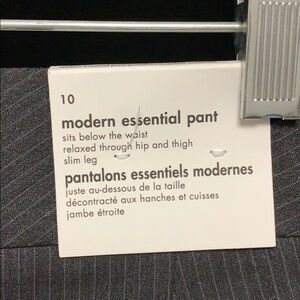 10
modern essential pant
sits below the waist
relaxed through hip and thigh
slim leg
pantalons essentiels modernes
juste au-dessous de la taille
décontracté aux hanches et cuisses
jambe étroite